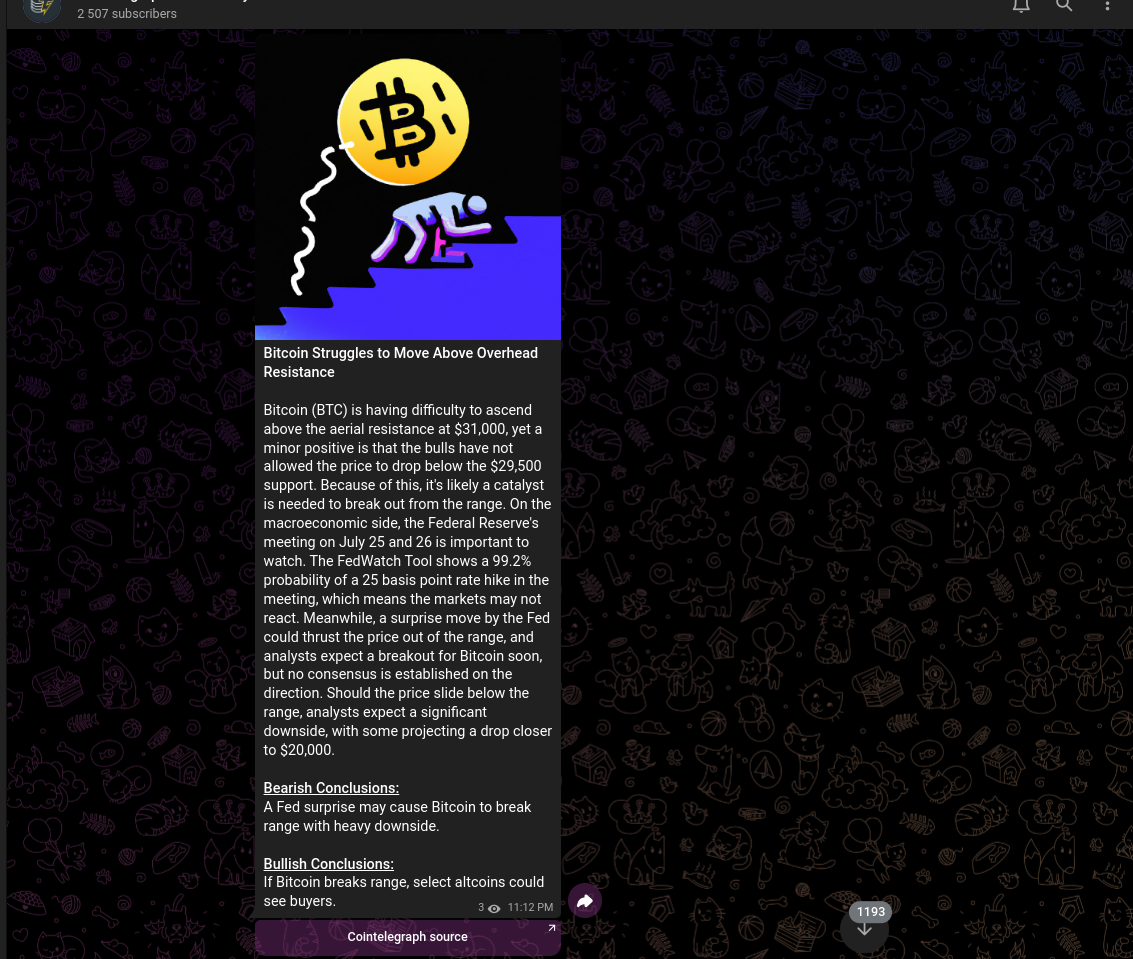 2 507 subscribers
Bitcoin Struggles to Move Above Overhead
Resistance
Bitcoin (BTC) is having difficulty to ascend
above the aerial resistance at $31,000, yet a
minor positive is that the bulls have not
allowed the price to drop below the $29,500
support. Because of this, it's likely a catalyst
is needed to break out from the range. On the
macroeconomic side, the Federal Reserve's
meeting on July 25 and 26 is important to
watch. The FedWatch Tool shows a 99.2%
probability of a 25 basis point rate hike in the
meeting, which means the markets may not
react. Meanwhile, a surprise move by the Fed
could thrust the price out of the range, and
analysts expect a breakout for Bitcoin soon,
but no consensus is established on the
direction. Should the price slide below the
range, analysts expect a significant
downside, with some projecting a drop closer
to $20,000.
Bearish Conclusions:
A Fed surprise may cause Bitcoin to break
range with heavy downside.
Bullish Conclusions:
If Bitcoin breaks range, select altcoins could
see buyers.
3 11:12 PM
1193
Cointelegraph source